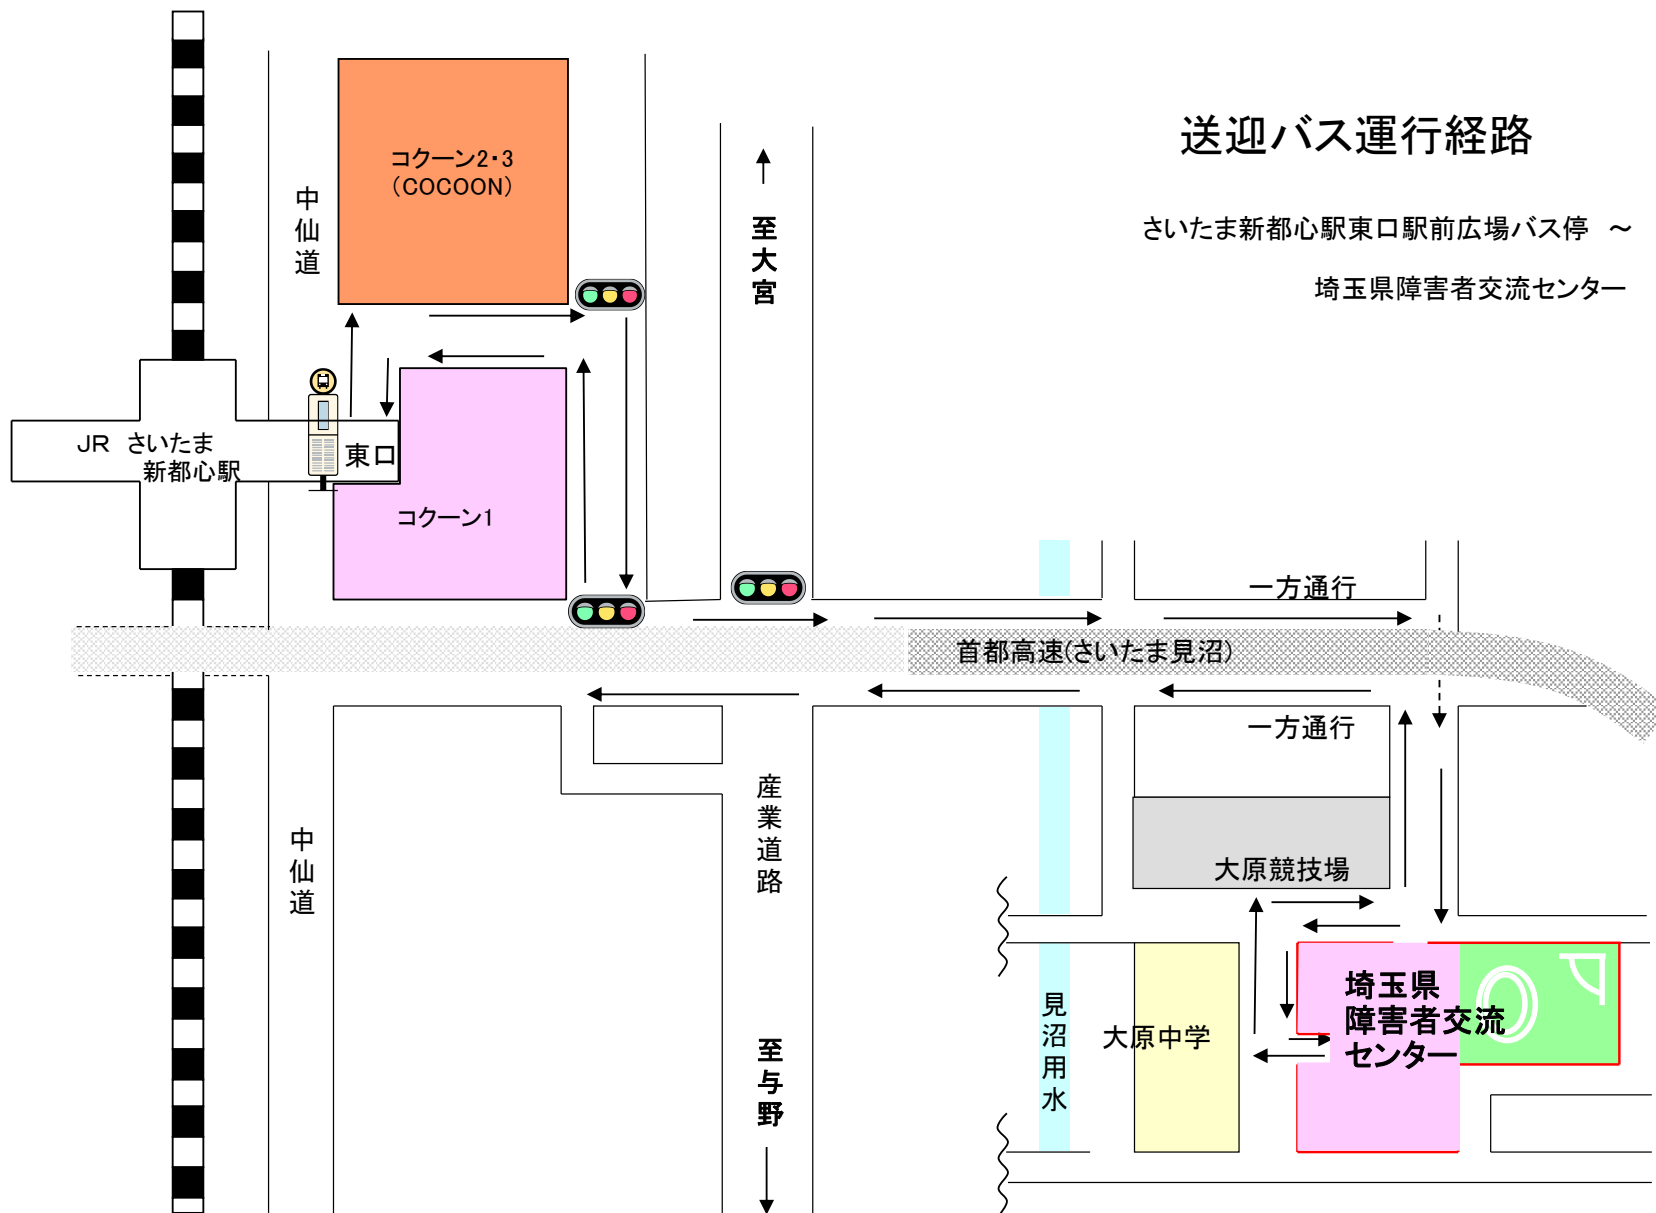 送迎バス運行経路
さいたま新都心駅東口駅前広場バス停 ～
埼玉県障害者交流センター
コクーン2・3
（COCOON）
中仙道
至大宮
JR さいたま
新都心駅
東口
コクーン1
一方通行
首都高速(さいたま見沼)
一方通行
産業道路
中仙道
大原競技場
埼玉県
障害者交流
センター
見沼用水
大原中学
至与野